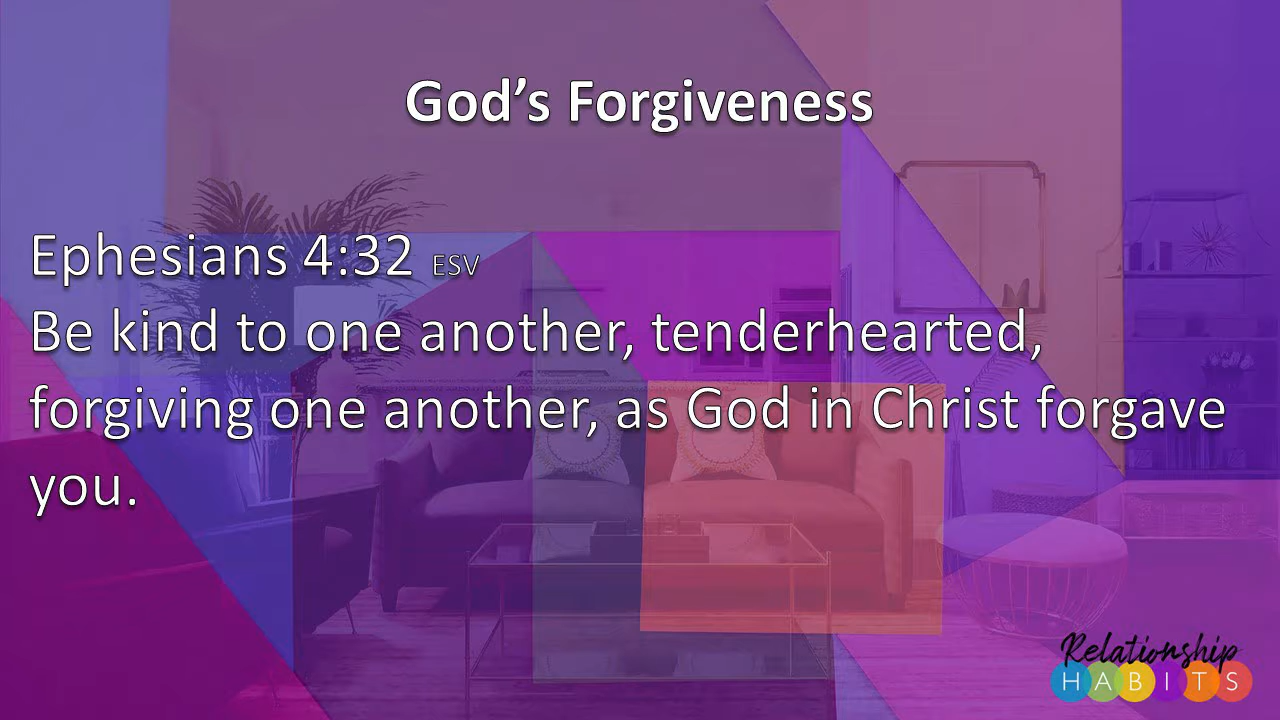 God’s Forgiveness
Ephesians 4:32 ESV
Be kind to one another, tenderhearted,
forgiving one another, as God in Christ forgave
you.
Relationship
HABITS